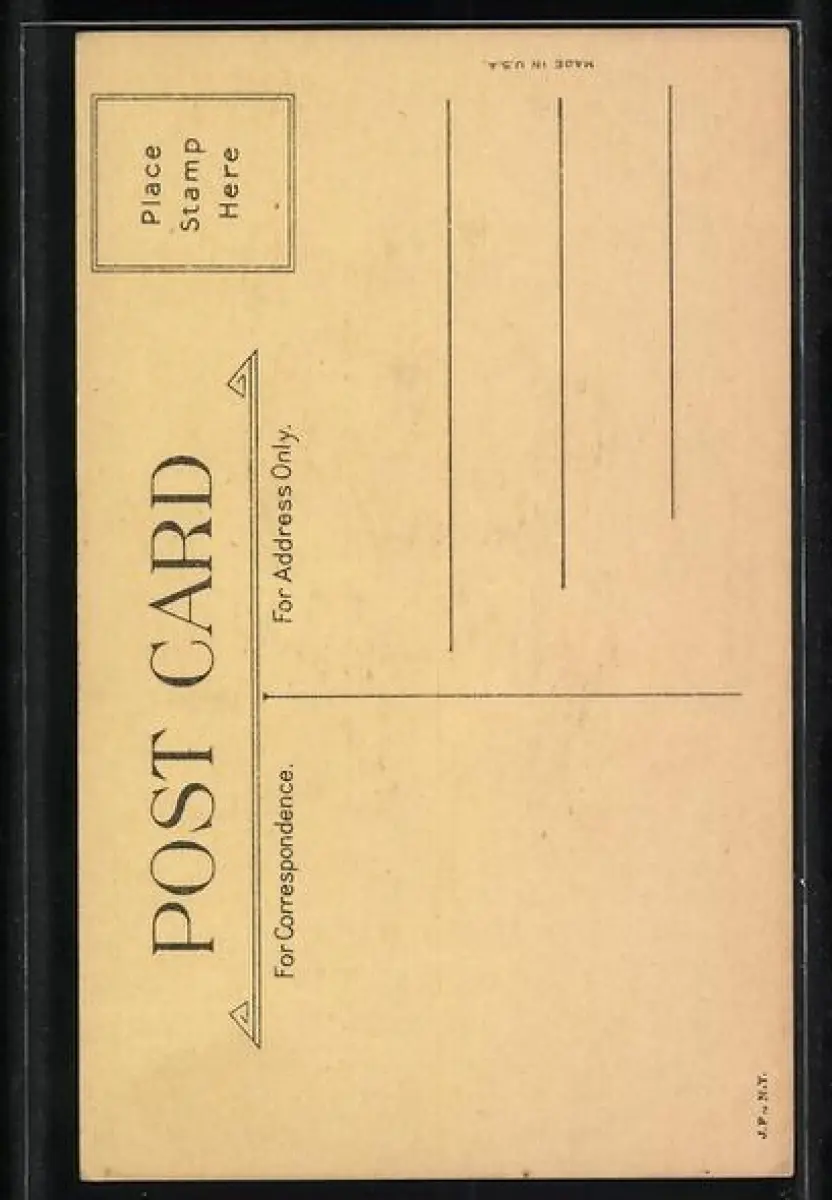 POST CARD
Place
Stamp
Here
For Correspondence.
For Address Only.
MADE IN U.S.A.
J.P., N.Y.